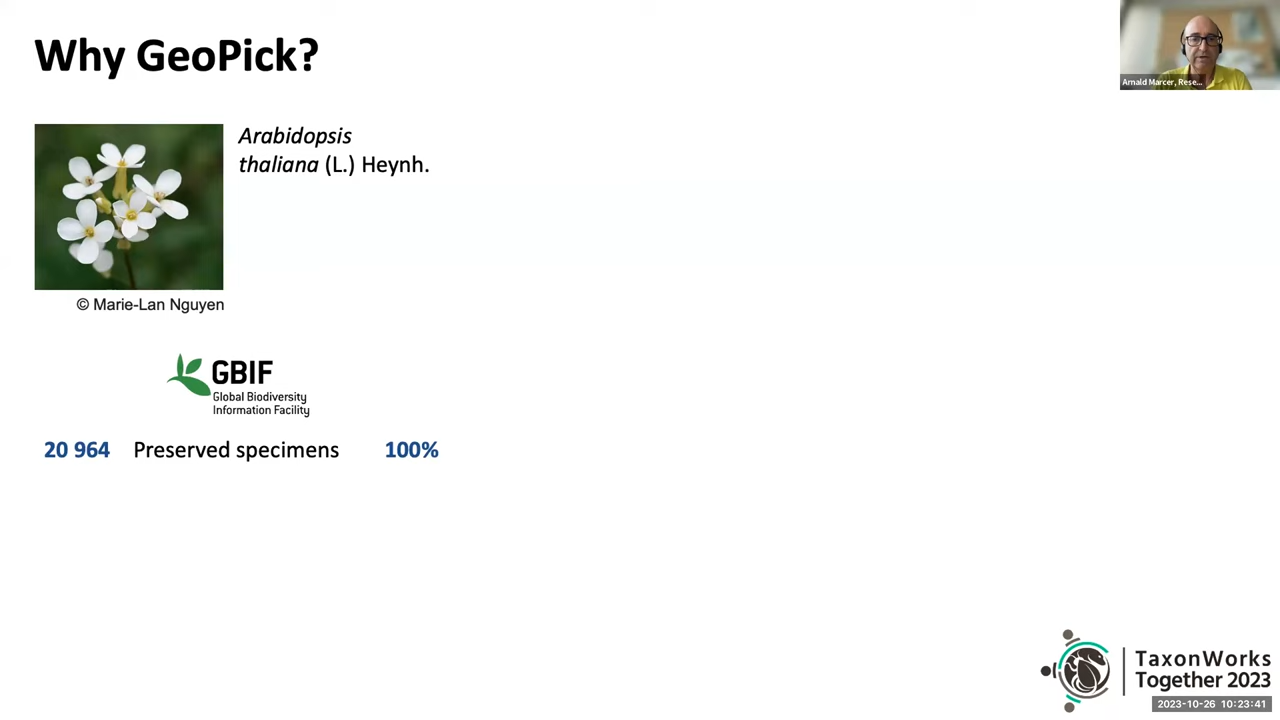 Why GeoPick?
Arnald Marcer, Rese...
Arabidopsis
thaliana (L.) Heynh.
© Marie-Lan Nguyen
GBIF
Global Biodiversity
Information Facility
20 964 Preserved specimens 100%
TaxonWorks
Together 2023
2023-10-26 10:23:41